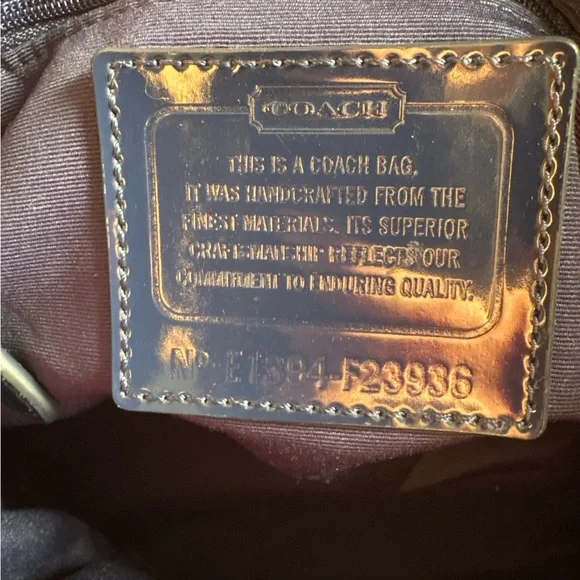 COACH
THIS IS A COACH BAG.
IT WAS HANDCRAFTED FROM THE
FINEST MATERIALS. ITS SUPERIOR
CRAFTSMANSHIP REFLECTS OUR
COMMITMENT TO ENDURING QUALITY.
Nº E1394-F23936